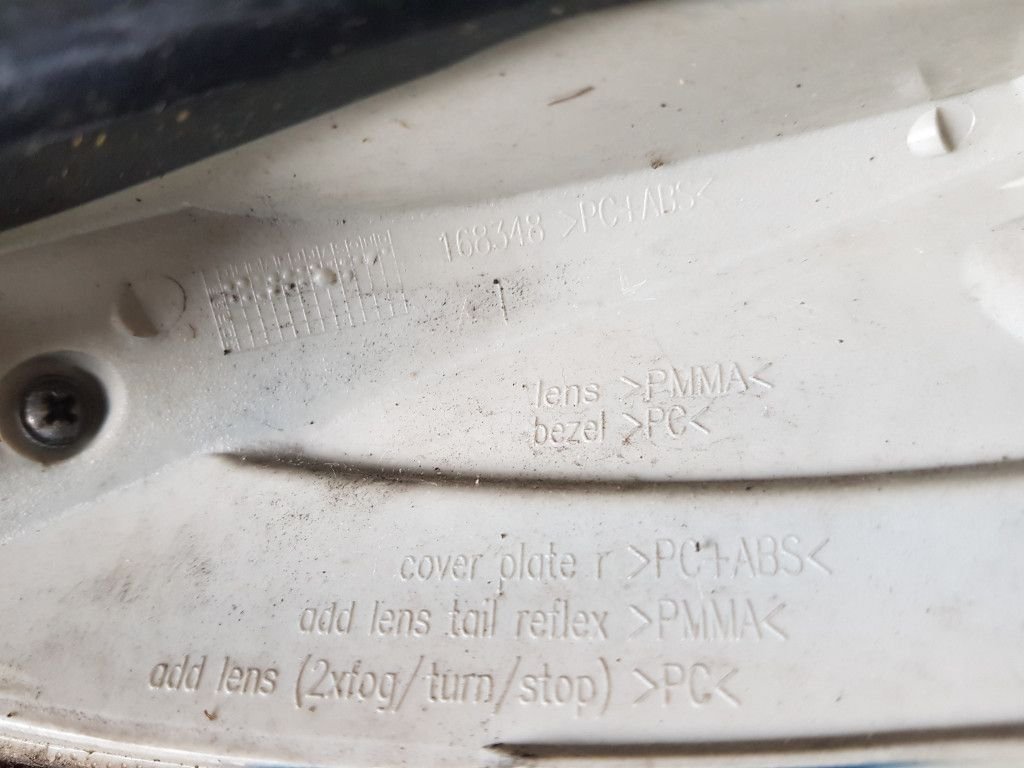 168348 >PC+ABS<
lens >PMMA<
bezel >PC<
cover plate r >PC+ABS<
add lens tail reflex >PMMA<
add lens (2xfog/turn/stop) >PC<